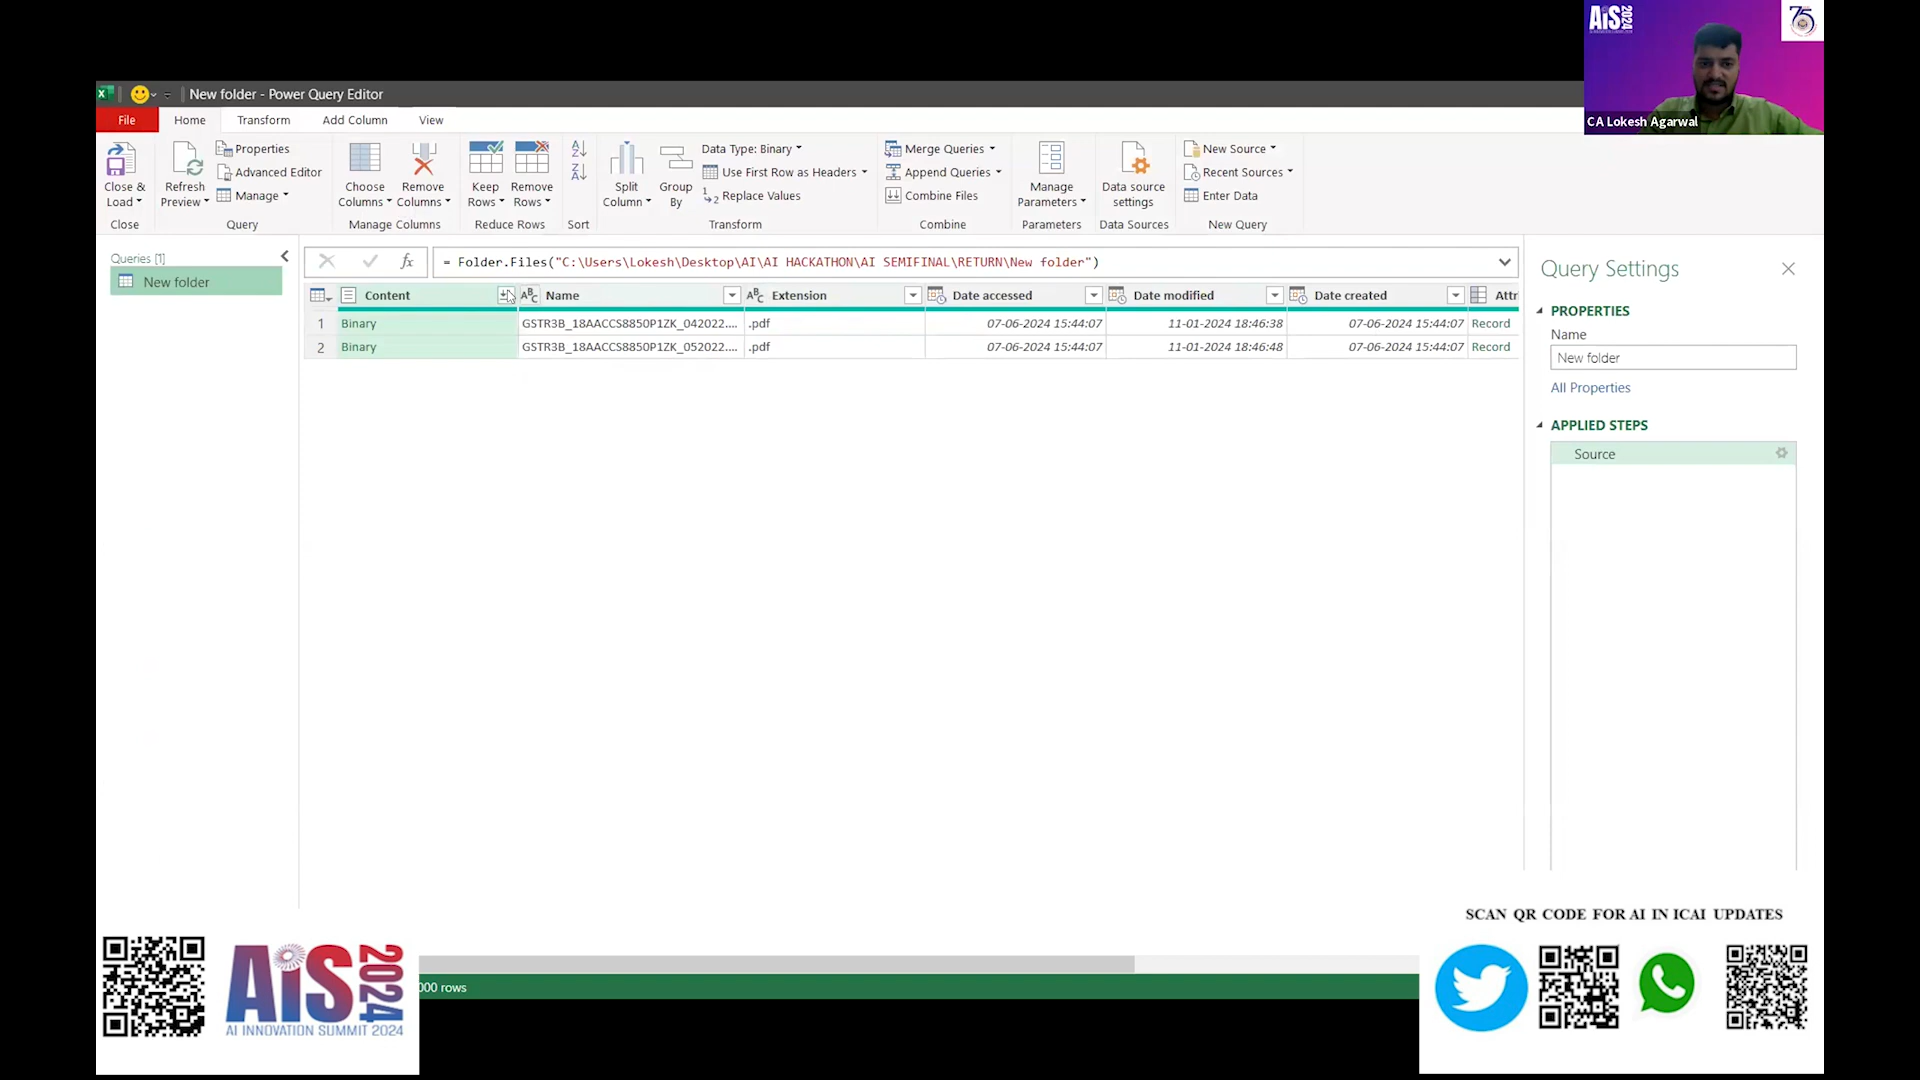 AiS 2024
75
CA Lokesh Agarwal
New folder - Power Query Editor
File Home Transform Add Column View
Close & Load
Refresh Preview
Properties
Advanced Editor
Manage
Choose Columns
Remove Columns
Keep Rows
Remove Rows
A Z
Z A
Split Column
Group By
Data Type: Binary
Use First Row as Headers
Replace Values
Merge Queries
Append Queries
Combine Files
Manage Parameters
Data source settings
New Source
Recent Sources
Enter Data
Close Query Manage Columns Reduce Rows Sort Transform Combine Parameters Data Sources New Query
Queries [1]
New folder
fx = Folder.Files("C:\Users\Lokesh\Desktop\AI\AI HACKATHON\AI SEMIFINAL\RETURN\New folder")
Content Name Extension Date accessed Date modified Date created Attri
1 Binary GSTR3B_18AACCS8850P1ZK_042022.... .pdf 07-06-2024 15:44:07 11-01-2024 18:46:38 07-06-2024 15:44:07 Record
2 Binary GSTR3B_18AACCS8850P1ZK_052022.... .pdf 07-06-2024 15:44:07 11-01-2024 18:46:48 07-06-2024 15:44:07 Record
Query Settings
PROPERTIES
Name
New folder
All Properties
APPLIED STEPS
Source
SCAN QR CODE FOR AI IN ICAI UPDATES
AiS 2024
AI INNOVATION SUMMIT 2024
000 rows